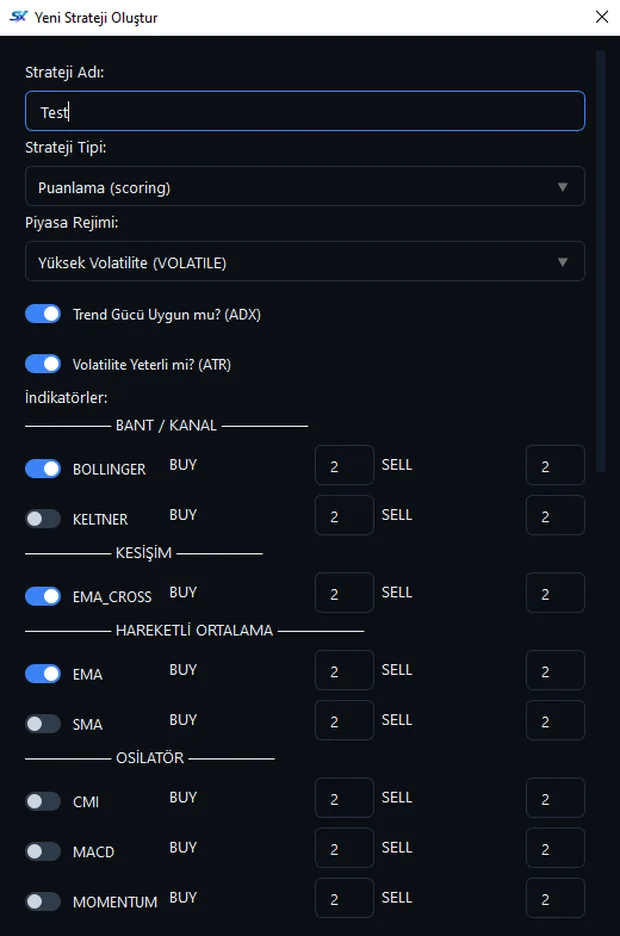 SX Yeni Strateji Oluştur
Strateji Adı:
Test
Strateji Tipi:
Puanlama (scoring)
Piyasa Rejimi:
Yüksek Volatilite (VOLATILE)
Trend Gücü Uygun mu? (ADX)
Volatilite Yeterli mi? (ATR)
İndikatörler:
BANT / KANAL
BOLLINGER BUY 2 SELL 2
KELTNER BUY 2 SELL 2
KESİŞİM
EMA_CROSS BUY 2 SELL 2
HAREKETLİ ORTALAMA
EMA BUY 2 SELL 2
SMA BUY 2 SELL 2
OSİLATÖR
CMI BUY 2 SELL 2
MACD BUY 2 SELL 2
MOMENTUM BUY 2 SELL 2